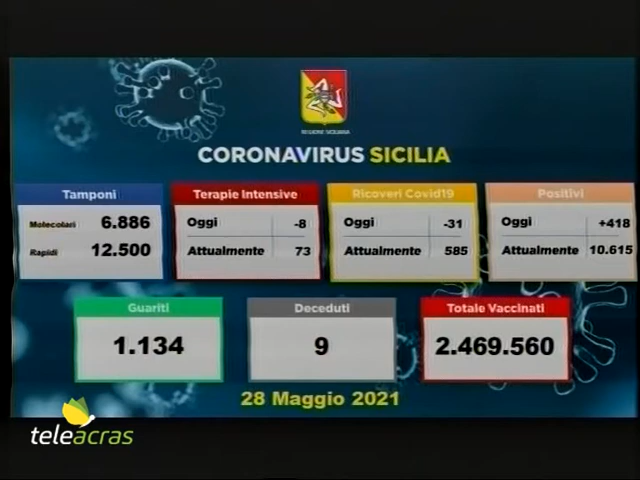 REGIONE SICILIANA
CORONAVIRUS SICILIA
Tamponi
Molecolari 6.886
Rapidi 12.500
Terapie Intensive
Oggi -8
Attualmente 73
Ricoveri Covid19
Oggi -31
Attualmente 585
Positivi
Oggi +418
Attualmente 10.615
Guariti
1.134
Deceduti
9
Totale Vaccinati
2.469.560
28 Maggio 2021
teleacras